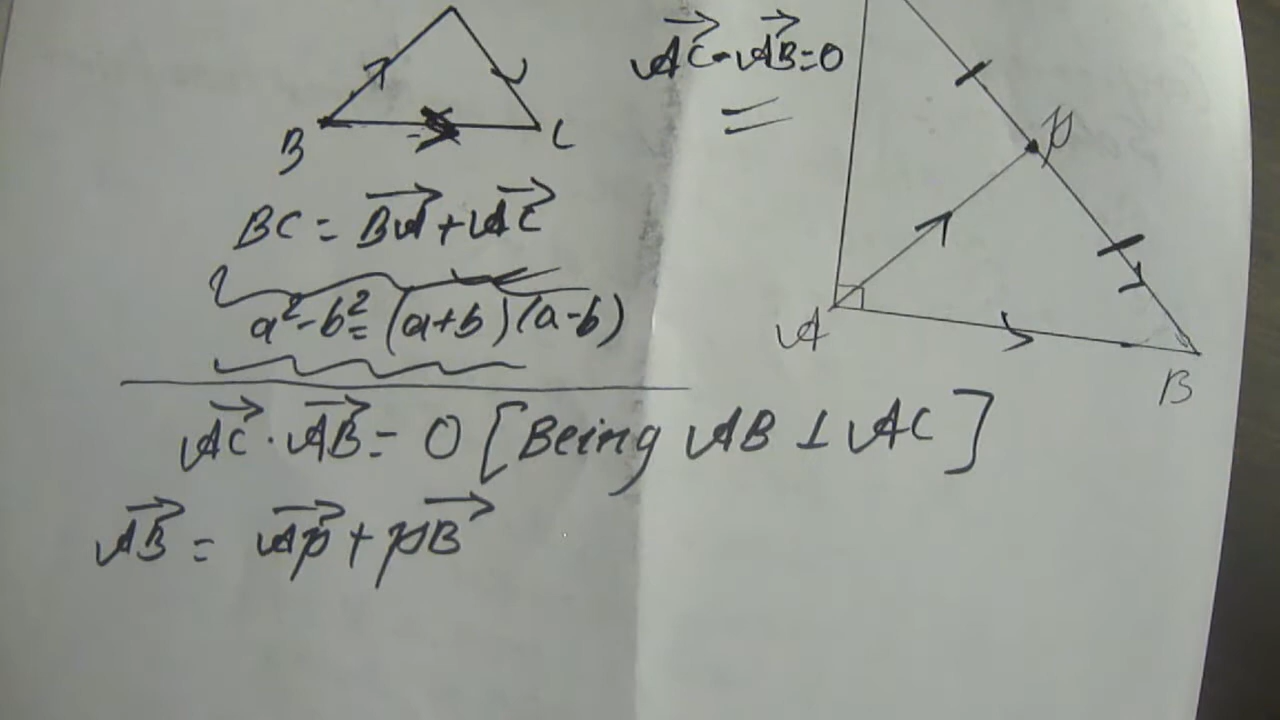 B
C
BC = BA + AC
a² - b² = (a+b)(a-b)
AC · AB = 0
P
A
B
AC · AB = 0 [Being AB ⊥ AC]
AB = AP + PB